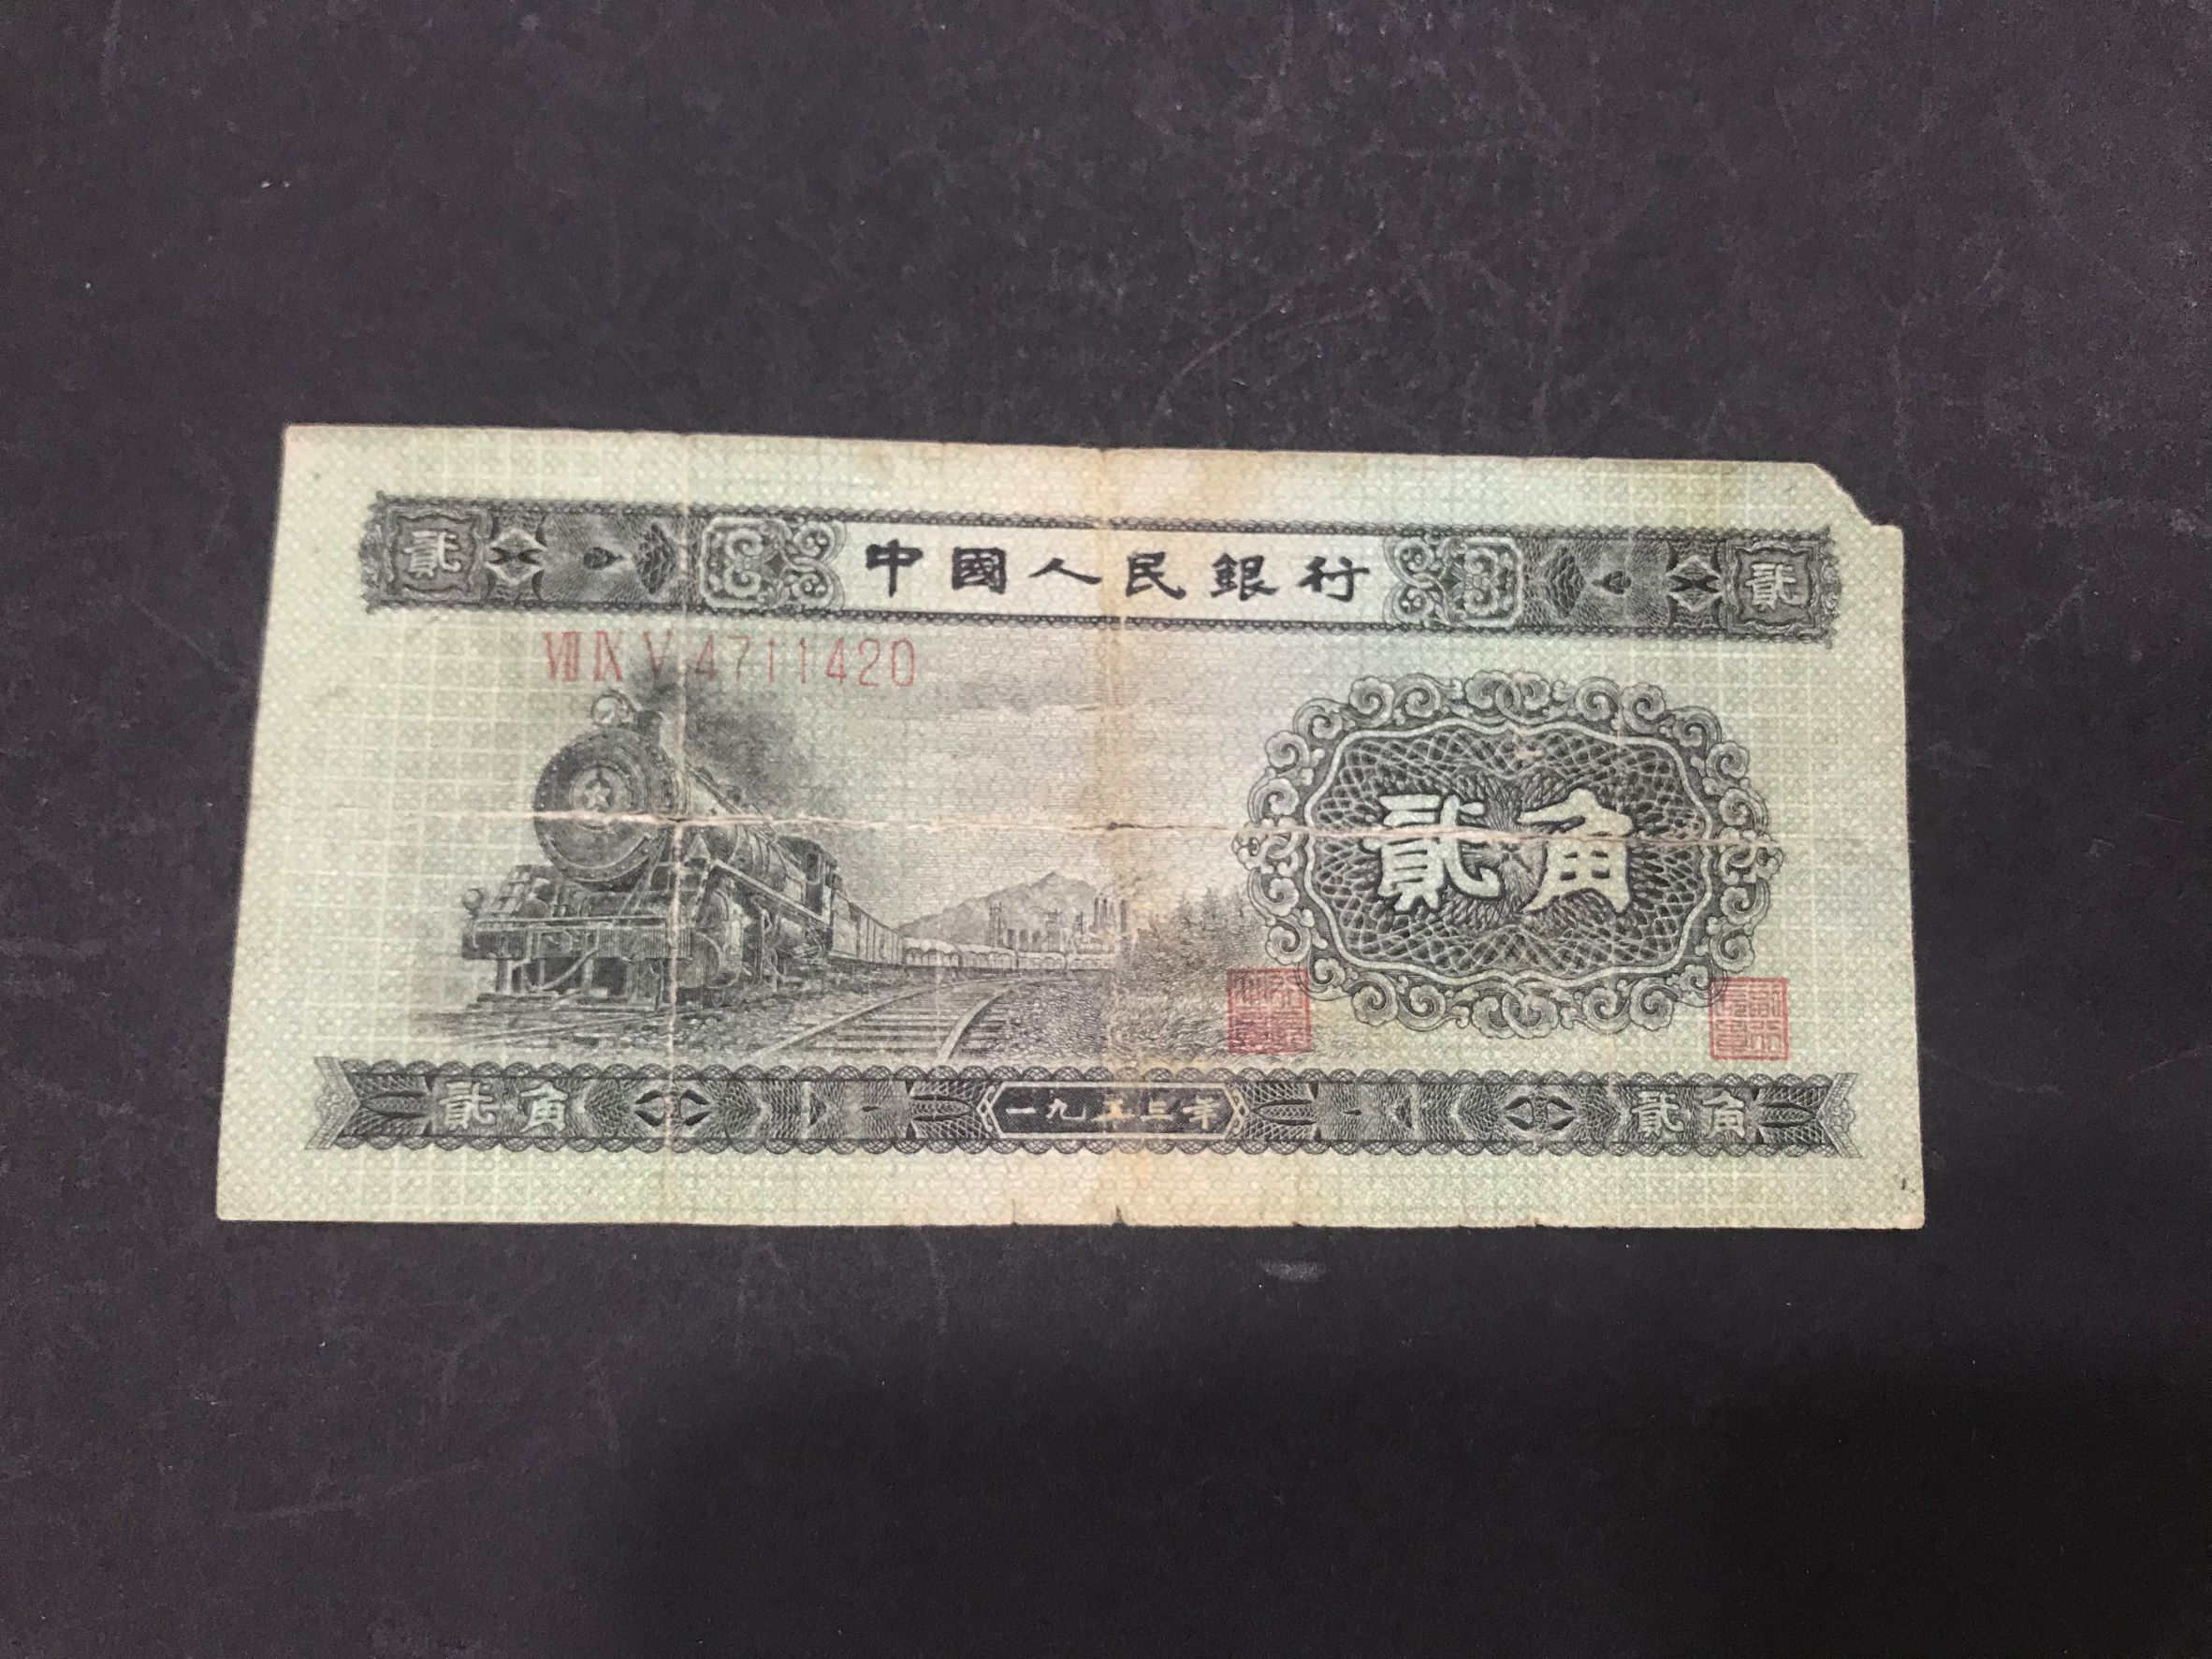 貳 中國人民銀行 貳
VIII IX V 4711420
貳角
貳角 一九五三年 貳角